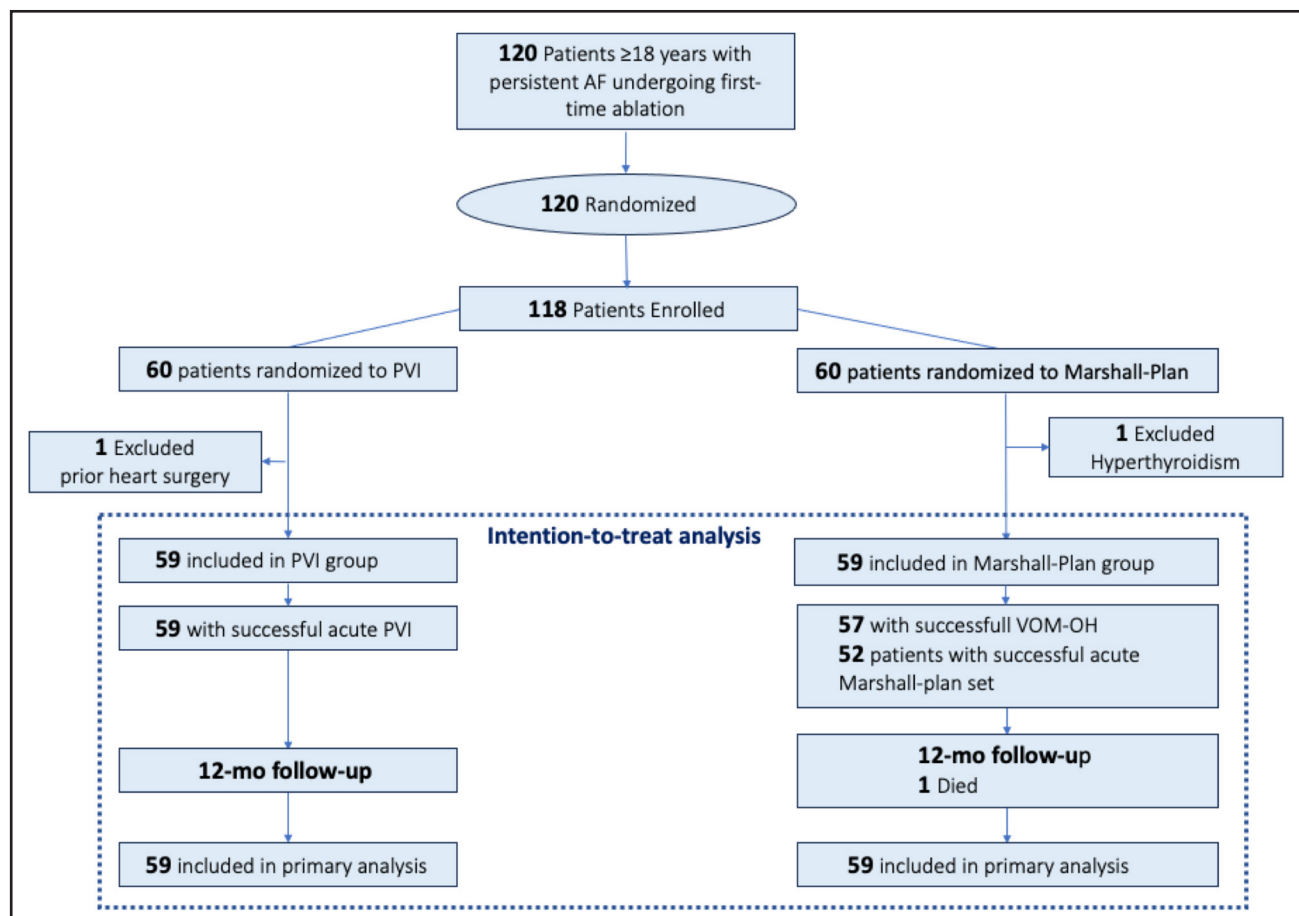 120 Patients ≥18 years with
persistent AF undergoing first-
time ablation
120 Randomized
118 Patients Enrolled
60 patients randomized to PVI
60 patients randomized to Marshall-Plan
1 Excluded
prior heart surgery
1 Excluded
Hyperthyroidism
Intention-to-treat analysis
59 included in PVI group
59 included in Marshall-Plan group
59 with successful acute PVI
57 with successfull VOM-OH
52 patients with successful acute
Marshall-plan set
12-mo follow-up
12-mo follow-up
1 Died
59 included in primary analysis
59 included in primary analysis